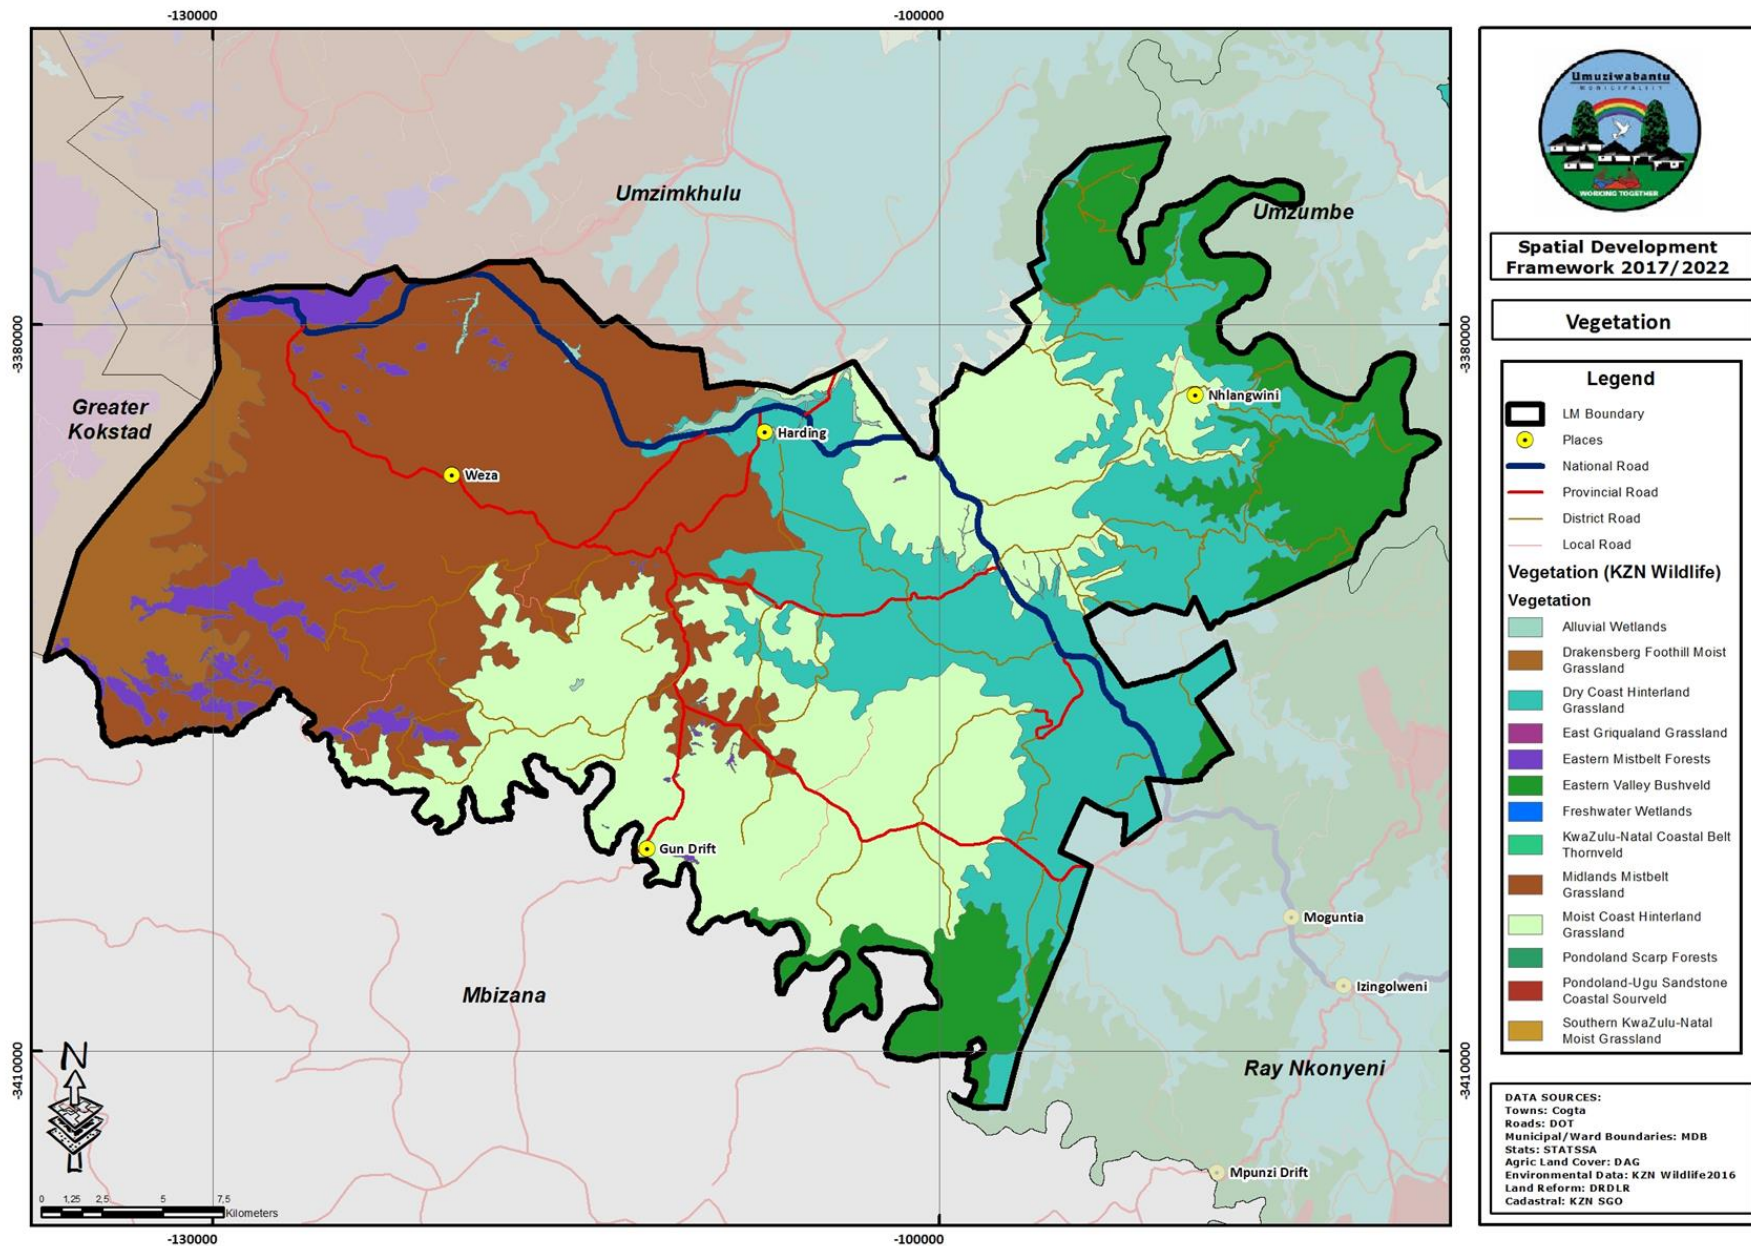 -130000
-100000
-3380000
-3380000
-3410000
-3410000
-130000
-100000
Umzimkhulu
Umzumbe
Greater
Kokstad
Nhlangwini
Harding
Weza
Gun Drift
Mbizana
Moguntia
Izingolweni
Ray Nkonyeni
Mpunzi Drift
N
0 1,25 2,5 5 7,5
Kilometers
Umuziwabantu
MUNICIPALITY
WORKING TOGETHER
Spatial Development
Framework 2017/2022
Vegetation
Legend
LM Boundary
Places
National Road
Provincial Road
District Road
Local Road
Vegetation (KZN Wildlife)
Vegetation
Alluvial Wetlands
Drakensberg Foothill Moist
Grassland
Dry Coast Hinterland
Grassland
East Griqualand Grassland
Eastern Mistbelt Forests
Eastern Valley Bushveld
Freshwater Wetlands
KwaZulu-Natal Coastal Belt
Thornveld
Midlands Mistbelt
Grassland
Moist Coast Hinterland
Grassland
Pondoland Scarp Forests
Pondoland-Ugu Sandstone
Coastal Sourveld
Southern KwaZulu-Natal
Moist Grassland
DATA SOURCES:
Towns: Cogta
Roads: DOT
Municipal/Ward Boundaries: MDB
Stats: STATSSA
Agric Land Cover: DAG
Environmental Data: KZN Wildlife2016
Land Reform: DRDLR
Cadastral: KZN SGO